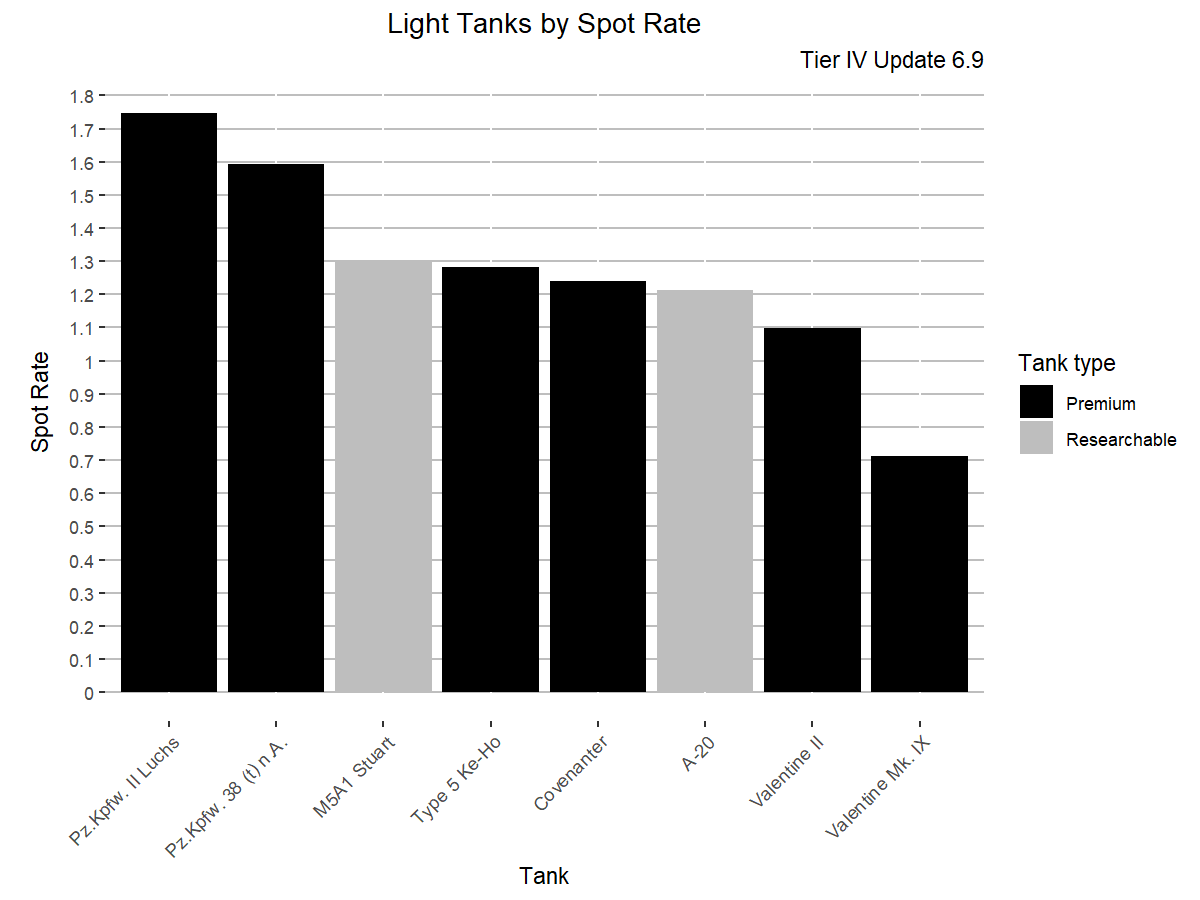 Light Tanks by Spot Rate
Tier IV Update 6.9
1.8
1.7
1.6
1.5
1.4
1.3
1.2
1.1
1
0.9
0.8
0.7
0.6
0.5
0.4
0.3
0.2
0.1
0
Spot Rate
Pz.Kpfw. II Luchs
Pz.Kpfw. 38 (t) n.A.
M5A1 Stuart
Type 5 Ke-Ho
Covenanter
A-20
Valentine II
Valentine Mk. IX
Tank
Tank type
Premium
Researchable